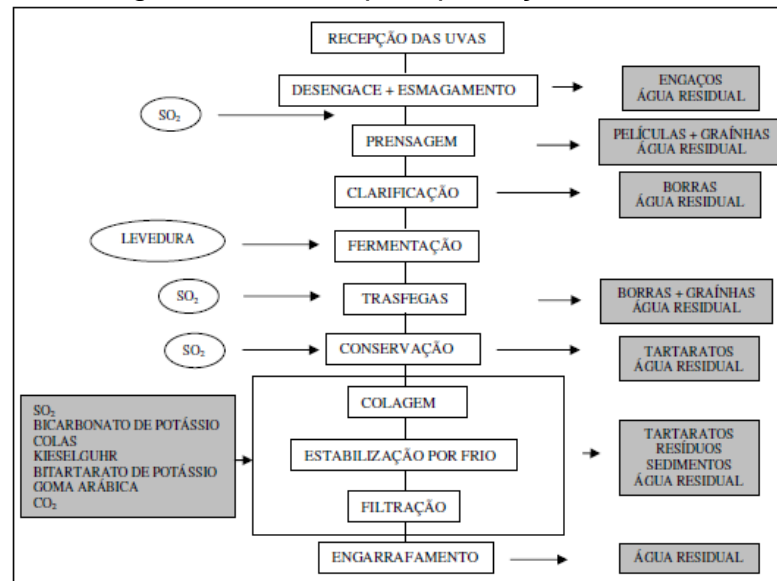 RECEPÇÃO DAS UVAS
DESENGACE + ESMAGAMENTO
ENGAÇOS
ÁGUA RESIDUAL
SO₂
PRENSAGEM
PELÍCULAS + GRAÍNHAS
ÁGUA RESIDUAL
CLARIFICAÇÃO
BORRAS
ÁGUA RESIDUAL
LEVEDURA
FERMENTAÇÃO
SO₂
TRASFEGAS
BORRAS + GRAÍNHAS
ÁGUA RESIDUAL
SO₂
CONSERVAÇÃO
TARTARATOS
ÁGUA RESIDUAL
SO₂
BICARBONATO DE POTÁSSIO
COLAS
KIESELGUHR
BITARTARATO DE POTÁSSIO
GOMA ARÁBICA
CO₂
COLAGEM
ESTABILIZAÇÃO POR FRIO
FILTRAÇÃO
TARTARATOS
RESÍDUOS
SEDIMENTOS
ÁGUA RESIDUAL
ENGARRAFAMENTO
ÁGUA RESIDUAL